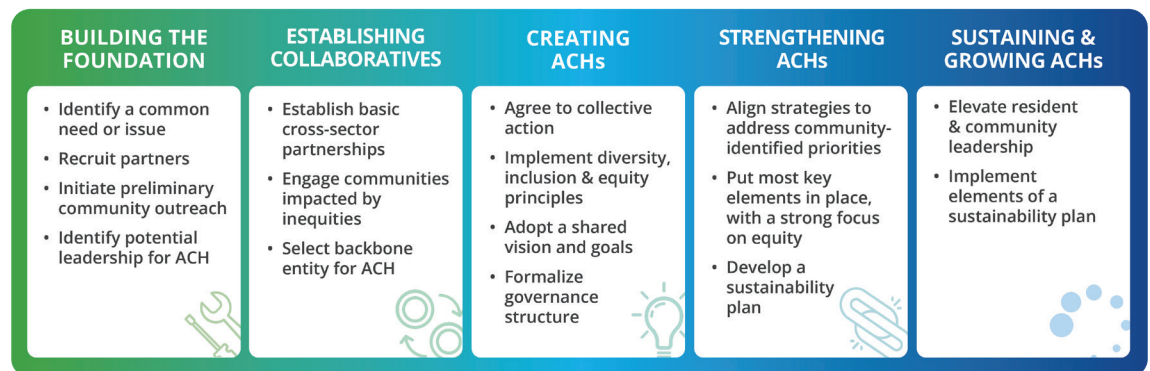 BUILDING THE
FOUNDATION
• Identify a common
need or issue
• Recruit partners
• Initiate preliminary
community outreach
• Identify potential
leadership for ACH
ESTABLISHING
COLLABORATIVES
• Establish basic
cross-sector
partnerships
• Engage communities
impacted by
inequities
• Select backbone
entity for ACH
CREATING
ACHs
• Agree to collective
action
• Implement diversity,
inclusion & equity
principles
• Adopt a shared
vision and goals
• Formalize
governance
structure
STRENGTHENING
ACHs
• Align strategies to
address community-
identified priorities
• Put most key
elements in place,
with a strong focus
on equity
• Develop a
sustainability
plan
SUSTAINING &
GROWING ACHs
• Elevate resident
& community
leadership
• Implement
elements of a
sustainability plan